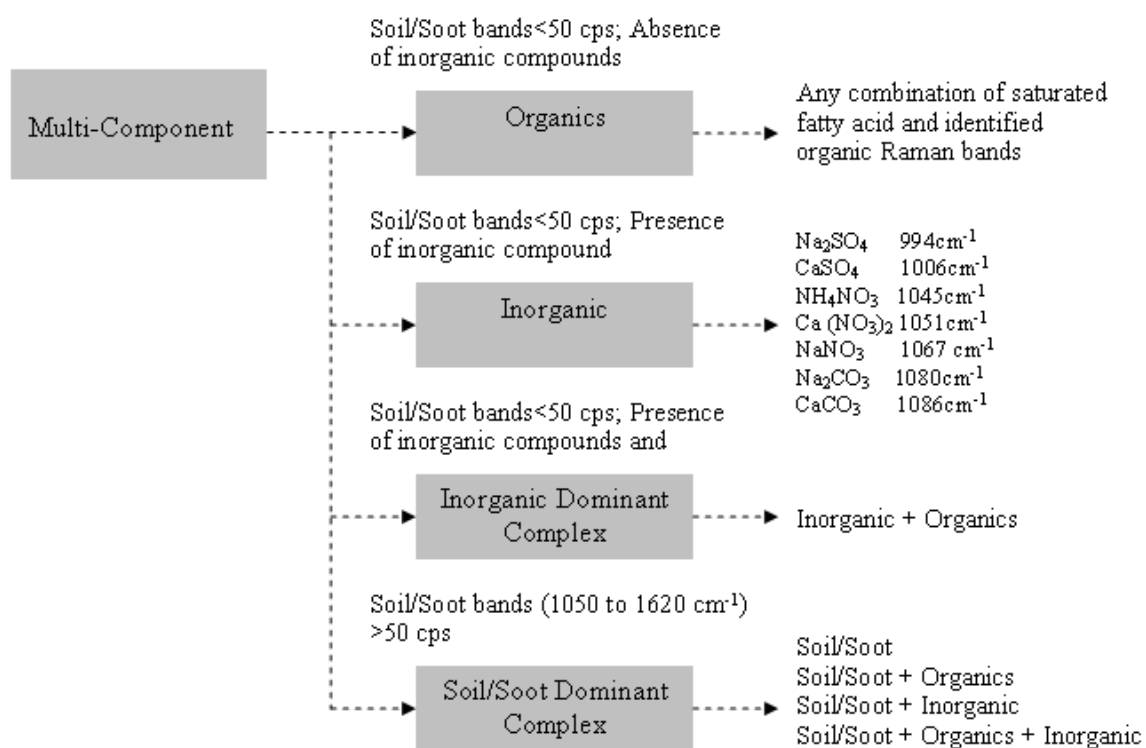 Soil/Soot bands<50 cps; Absence
of inorganic compounds
Multi-Component
Organics
Any combination of saturated
fatty acid and identified
organic Raman bands
Soil/Soot bands<50 cps; Presence
of inorganic compound
Inorganic
Na₂SO₄ 994cm⁻¹
CaSO₄ 1006cm⁻¹
NH₄NO₃ 1045cm⁻¹
Ca (NO₃)₂ 1051cm⁻¹
NaNO₃ 1067 cm⁻¹
Na₂CO₃ 1080cm⁻¹
CaCO₃ 1086cm⁻¹
Soil/Soot bands<50 cps; Presence
of inorganic compounds and
Inorganic Dominant
Complex
Inorganic + Organics
Soil/Soot bands (1050 to 1620 cm⁻¹)
>50 cps
Soil/Soot Dominant
Complex
Soil/Soot
Soil/Soot + Organics
Soil/Soot + Inorganic
Soil/Soot + Organics + Inorganic